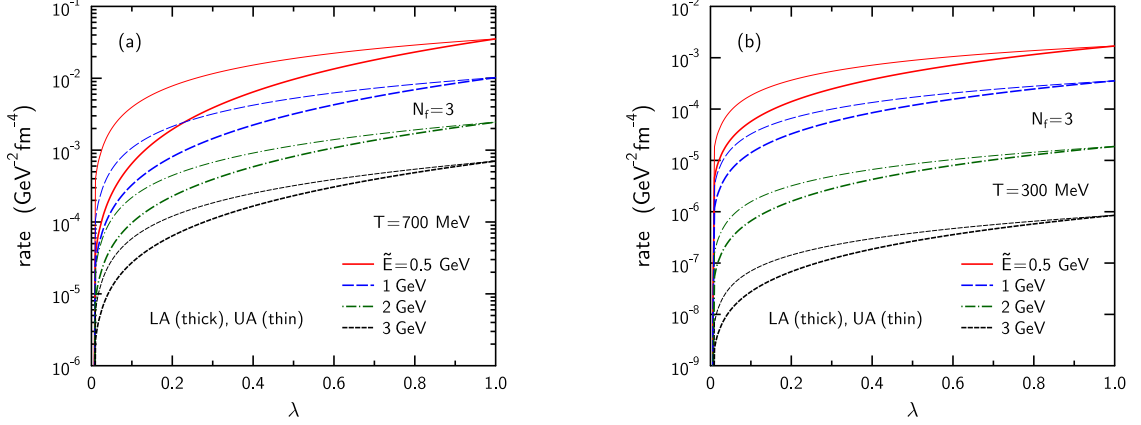 10⁻¹
10⁻²
10⁻³
10⁻⁴
10⁻⁵
10⁻⁶
rate (GeV⁻²fm⁻⁴)
(a)
N_f=3
T=700 MeV
Ẽ=0.5 GeV
1 GeV
2 GeV
3 GeV
LA (thick), UA (thin)
0 0.2 0.4 0.6 0.8 1.0
λ
10⁻²
10⁻³
10⁻⁴
10⁻⁵
10⁻⁶
10⁻⁷
10⁻⁸
10⁻⁹
rate (GeV⁻²fm⁻⁴)
(b)
N_f=3
T=300 MeV
Ẽ=0.5 GeV
1 GeV
2 GeV
3 GeV
LA (thick), UA (thin)
0 0.2 0.4 0.6 0.8 1.0
λ